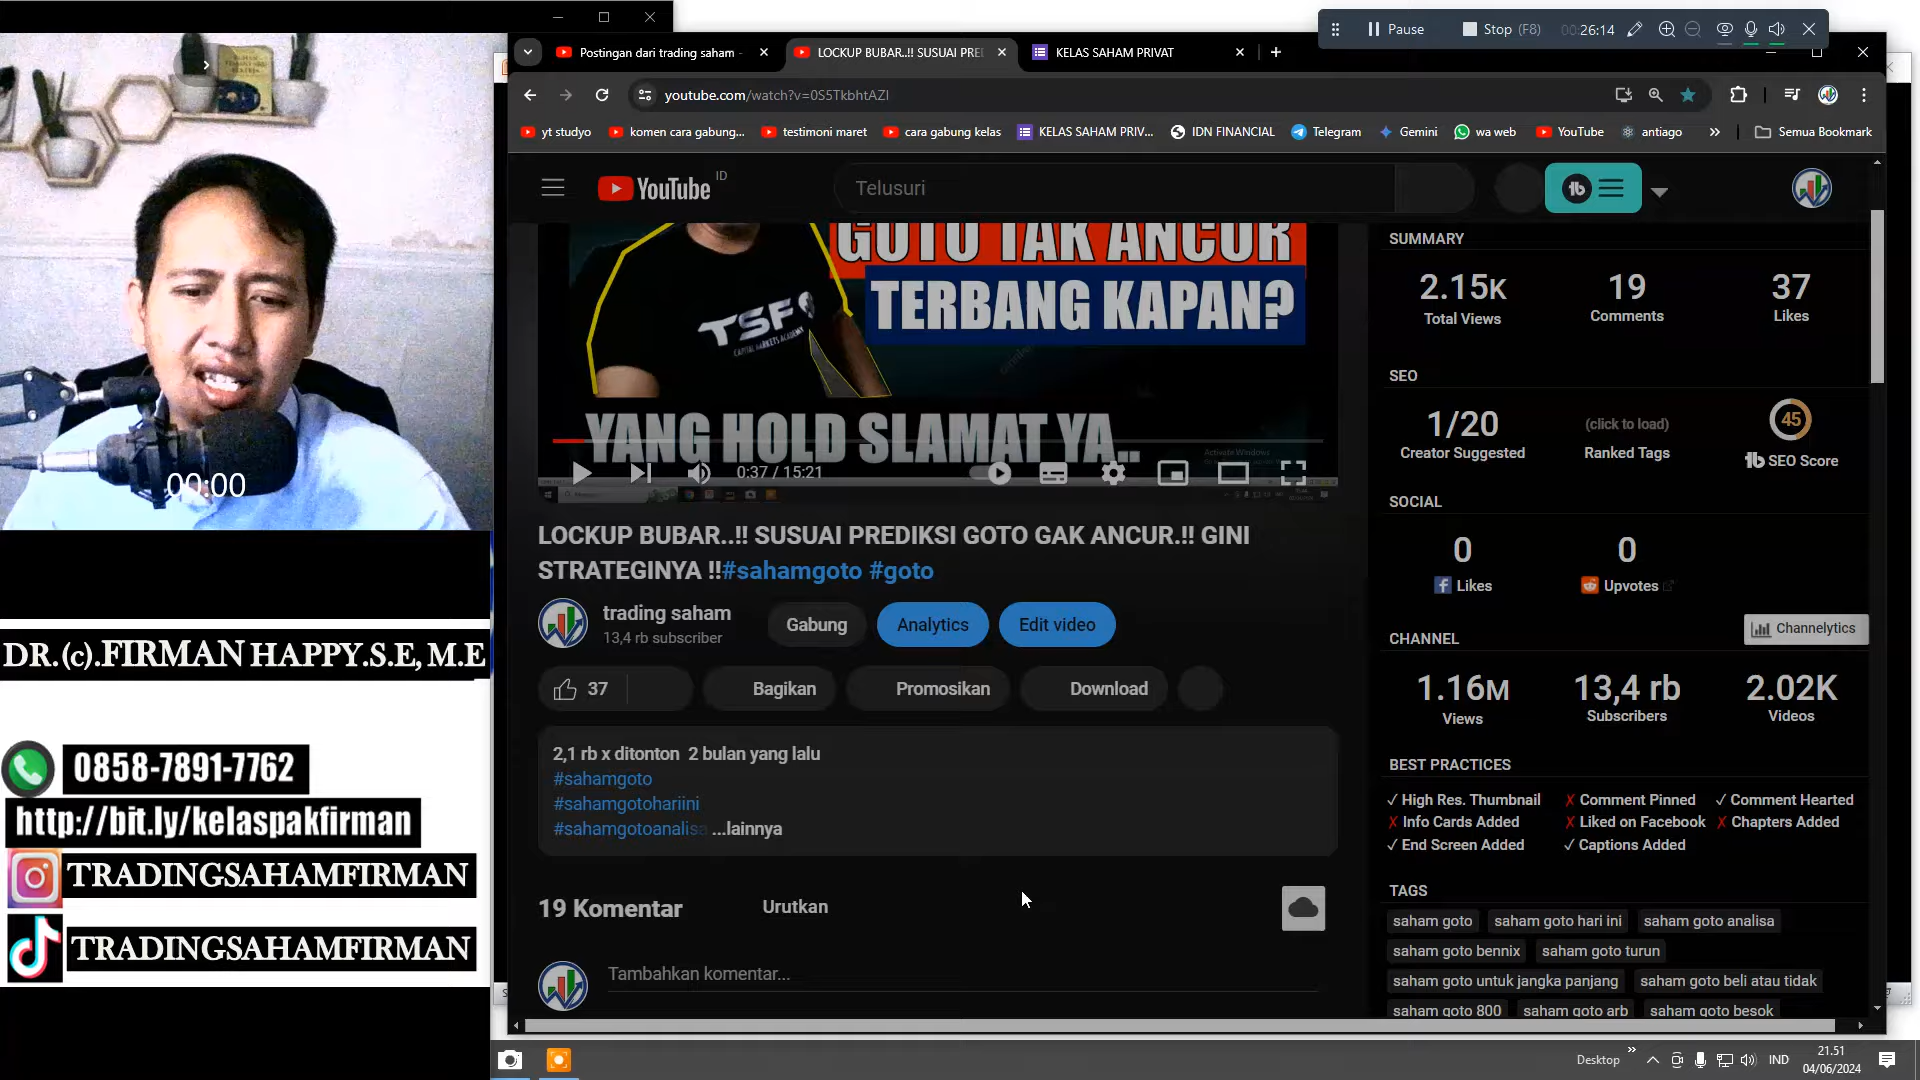 Pause
Stop (F8)
00:26:14
Postingan dari trading saham -
LOCKUP BUBAR..!! SUSUAI PRE
KELAS SAHAM PRIVAT
youtube.com/watch?v=0S5TkbhtAZI
yt studyo
komen cara gabung...
testimoni maret
cara gabung kelas
KELAS SAHAM PRIV...
IDN FINANCIAL
Telegram
Gemini
wa web
YouTube
antiago
»
Semua Bookmark
YouTube ID
Telusuri
GOTO TAK ANCUR
TERBANG KAPAN?
TSF
CAPITAL MARKETS ACADEMY
YANG HOLD SLAMAT YA..
Activate Windows
0:37 / 15:21
LOCKUP BUBAR..!! SUSUAI PREDIKSI GOTO GAK ANCUR.!! GINI
STRATEGINYA !!#sahamgoto #goto
trading saham
13,4 rb subscriber
Gabung
Analytics
Edit video
37
Bagikan
Promosikan
Download
2,1 rb x ditonton 2 bulan yang lalu
#sahamgoto
#sahamgotohariini
#sahamgotoanalisa ...lainnya
19 Komentar
Urutkan
Tambahkan komentar...
SUMMARY
2.15K 19 37
Total Views Comments Likes
SEO
1/20 (click to load) 45
Creator Suggested Ranked Tags SEO Score
SOCIAL
0 0
Likes Upvotes
CHANNEL
Channelytics
1.16M 13,4 rb 2.02K
Views Subscribers Videos
BEST PRACTICES
✓ High Res. Thumbnail ✗ Comment Pinned ✓ Comment Hearted
✗ Info Cards Added ✗ Liked on Facebook ✗ Chapters Added
✓ End Screen Added ✓ Captions Added
TAGS
saham goto saham goto hari ini saham goto analisa
saham goto bennix saham goto turun
saham goto untuk jangka panjang saham goto beli atau tidak
saham goto 800 saham goto arb saham goto besok
00:00
DR.(c).FIRMAN HAPPY.S.E, M.E
0858-7891-7762
http://bit.ly/kelaspakfirman
TRADINGSAHAMFIRMAN
TRADINGSAHAMFIRMAN
Desktop
»
IND
21.51
04/06/2024